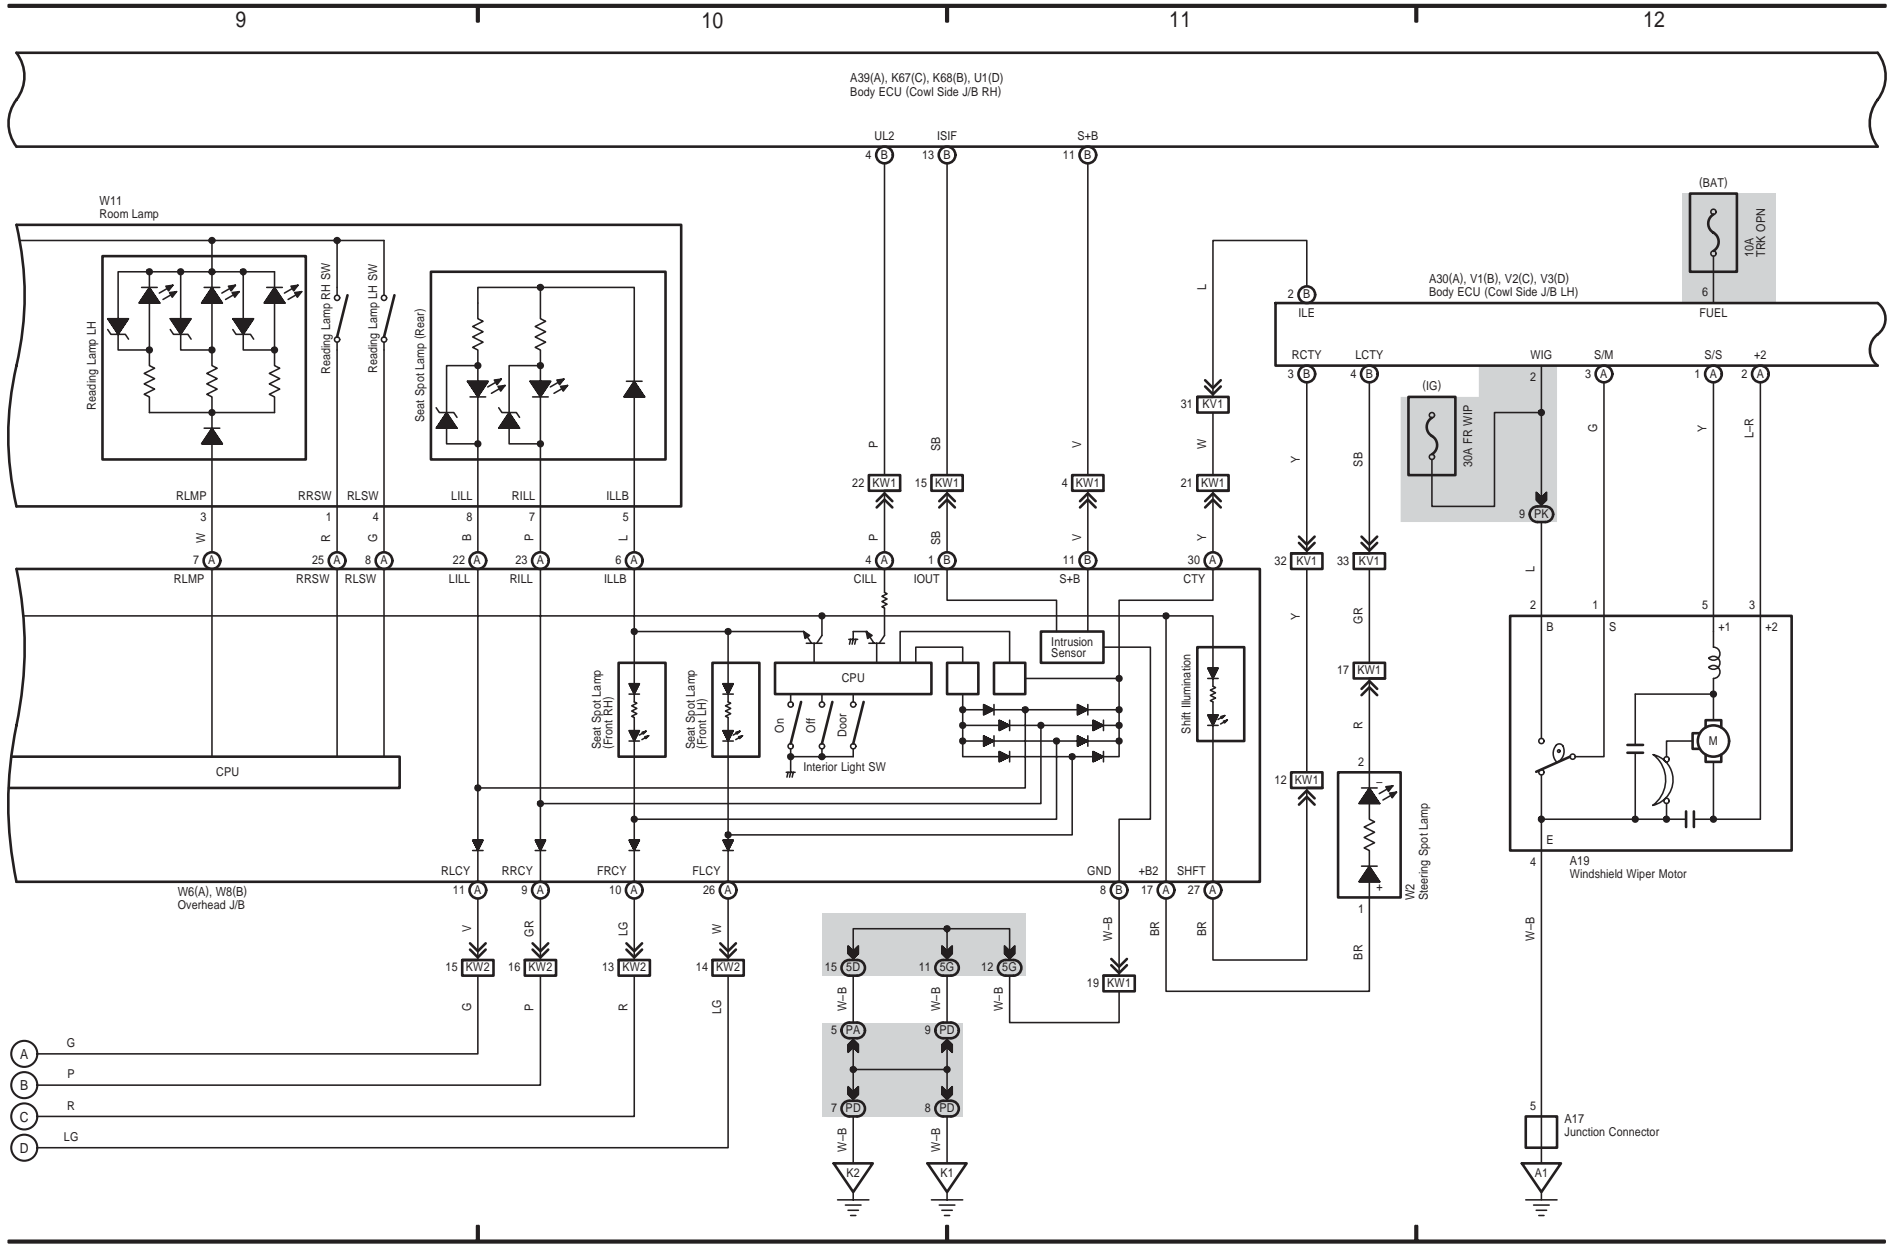 9
10
11
12
A39(A), K67(C), K68(B), U1(D)
Body ECU (Cowl Side J/B RH)
UL2
ISIF
S+B
4 B
13 B
11 B
W11
Room Lamp
(BAT)
10A
TRK OPN
6
A30(A), V1(B), V2(C), V3(D)
Body ECU (Cowl Side J/B LH)
2 B
ILE
FUEL
RCTY
LCTY
WIG
S/M
S/S
+2
3 B
4 B
2
3 A
1 A
2 A
L
Reading Lamp LH
Reading Lamp RH SW
Reading Lamp LH SW
Seat Spot Lamp (Rear)
(IG)
30A FR WIP
31 KV1
G
Y
L–R
P
SB
V
W
Y
SB
22 KW1
15 KW1
4 KW1
21 KW1
RLMP
RRSW
RLSW
LILL
RILL
ILLB
9 PK
3
1
4
8
7
5
W
R
G
B
P
L
P
SB
V
Y
7 A
25 A
8 A
22 A
23 A
6 A
4 A
1 B
11 B
30 A
32 KV1
33 KV1
RLMP
RRSW
RLSW
LILL
RILL
ILLB
CILL
IOUT
S+B
CTY
L
Y
GR
2
1
5
3
B
S
+1
+2
Intrusion
Sensor
Seat Spot Lamp
(Front RH)
Seat Spot Lamp
(Front LH)
CPU
Shift Illumination
17 KW1
On
Off
Door
Interior Light SW
R
M
CPU
2
12 KW1
–
+
W2
Steering Spot Lamp
E
4
A19
Windshield Wiper Motor
RLCY
RRCY
FRCY
FLCY
GND
+B2
SHFT
W6(A), W8(B)
Overhead J/B
11 A
9 A
10 A
26 A
8 B
17 A
27 A
1
V
GR
LG
W
W–B
BR
BR
BR
W–B
15 KW2
16 KW2
13 KW2
14 KW2
15 5D
11 5G
12 5G
19 KW1
G
P
R
LG
W–B
W–B
W–B
5 PA
9 PD
A
G
B
P
C
R
D
LG
7 PD
8 PD
W–B
W–B
K2
K1
5
A17
Junction Connector
A1